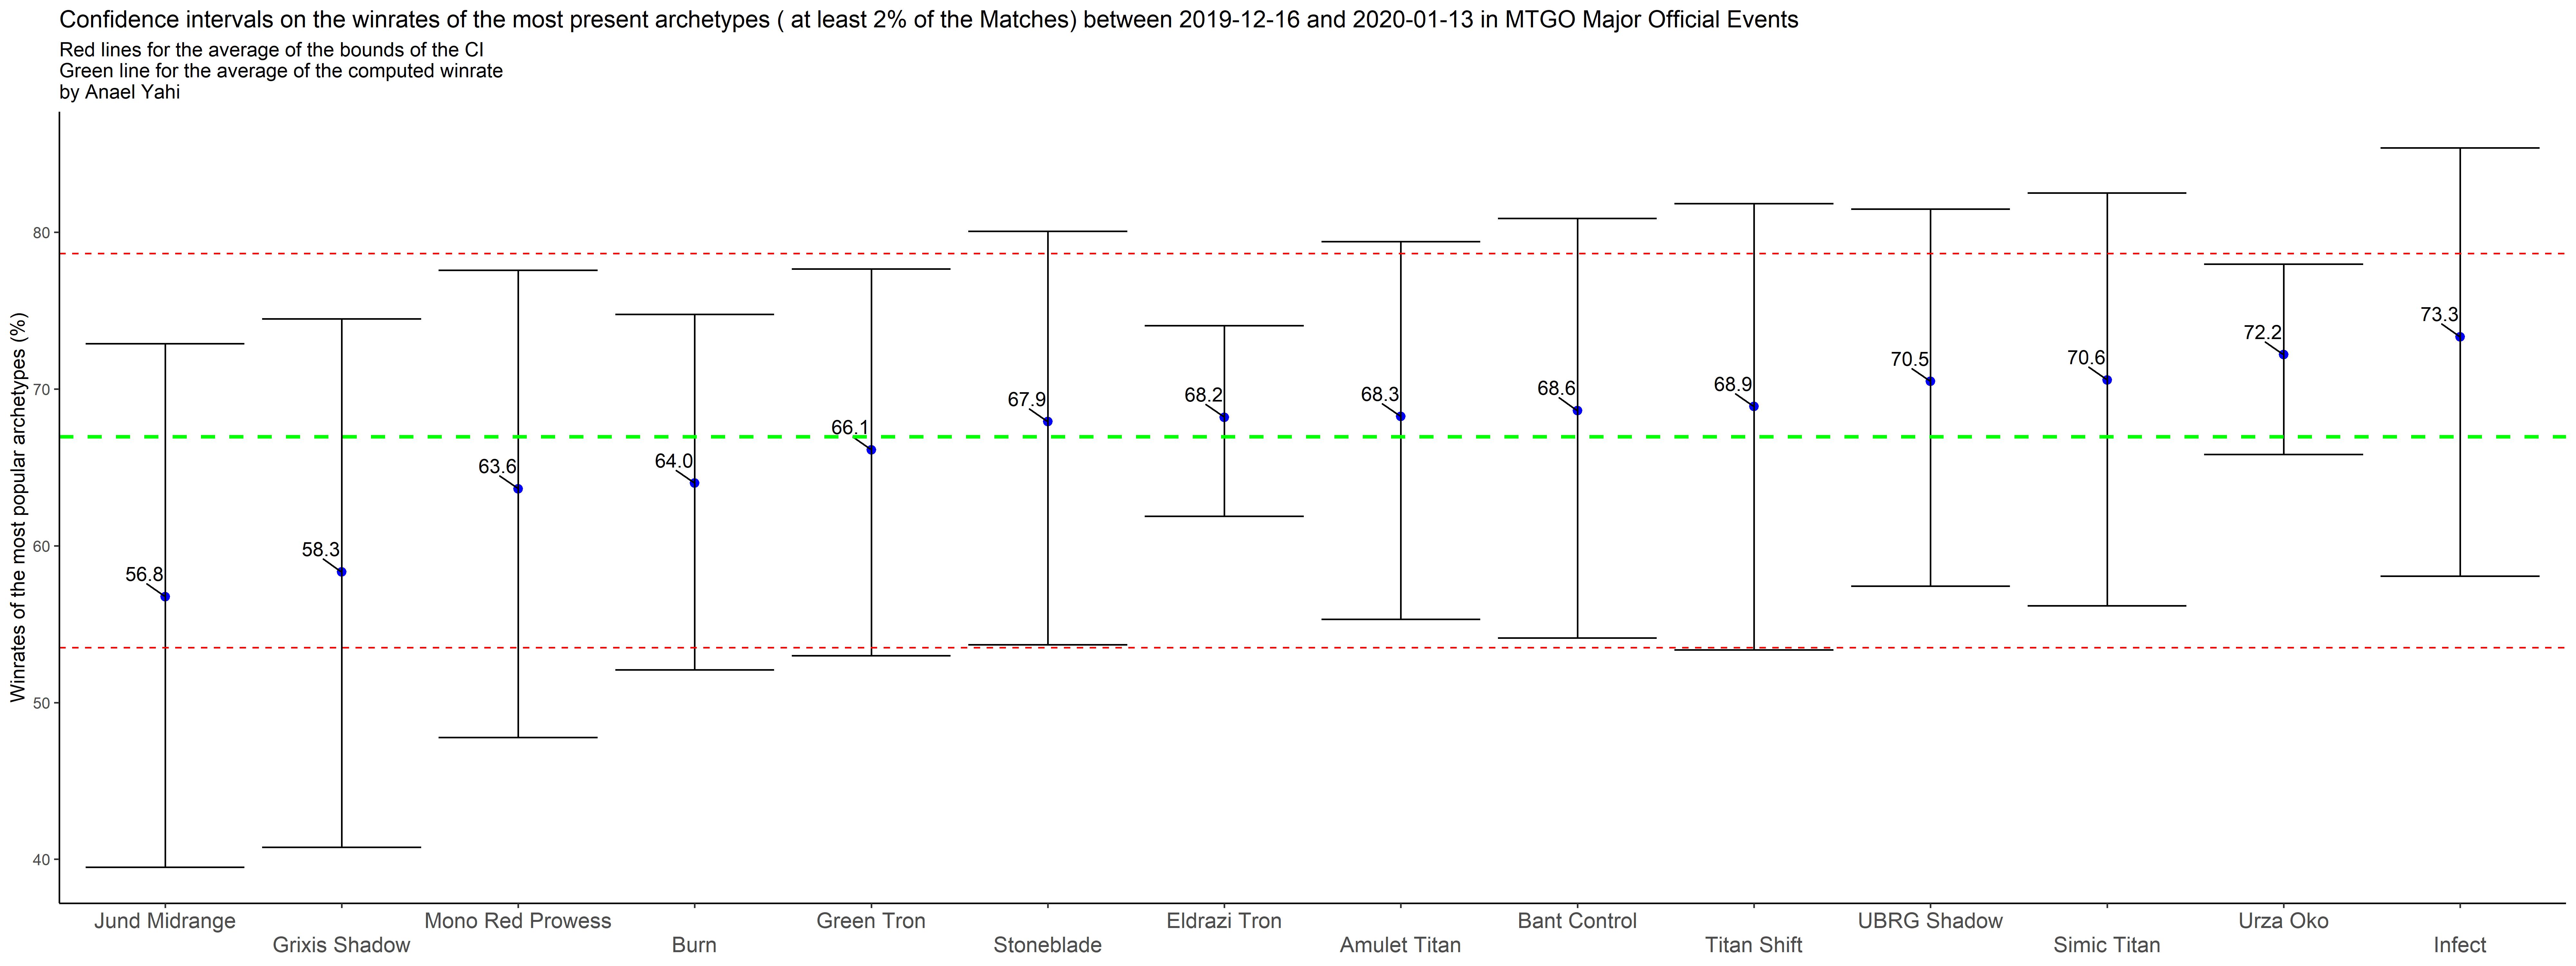 Confidence intervals on the winrates of the most present archetypes ( at least 2% of the Matches) between 2019-12-16 and 2020-01-13 in MTGO Major Official Events
Red lines for the average of the bounds of the CI
Green line for the average of the computed winrate
by Anael Yahi
Winrates of the most popular archetypes (%)
80
70
60
50
40
56.8
58.3
63.6
64.0
66.1
67.9
68.2
68.3
68.6
68.9
70.5
70.6
72.2
73.3
Jund Midrange
Grixis Shadow
Mono Red Prowess
Burn
Green Tron
Stoneblade
Eldrazi Tron
Amulet Titan
Bant Control
Titan Shift
UBRG Shadow
Simic Titan
Urza Oko
Infect